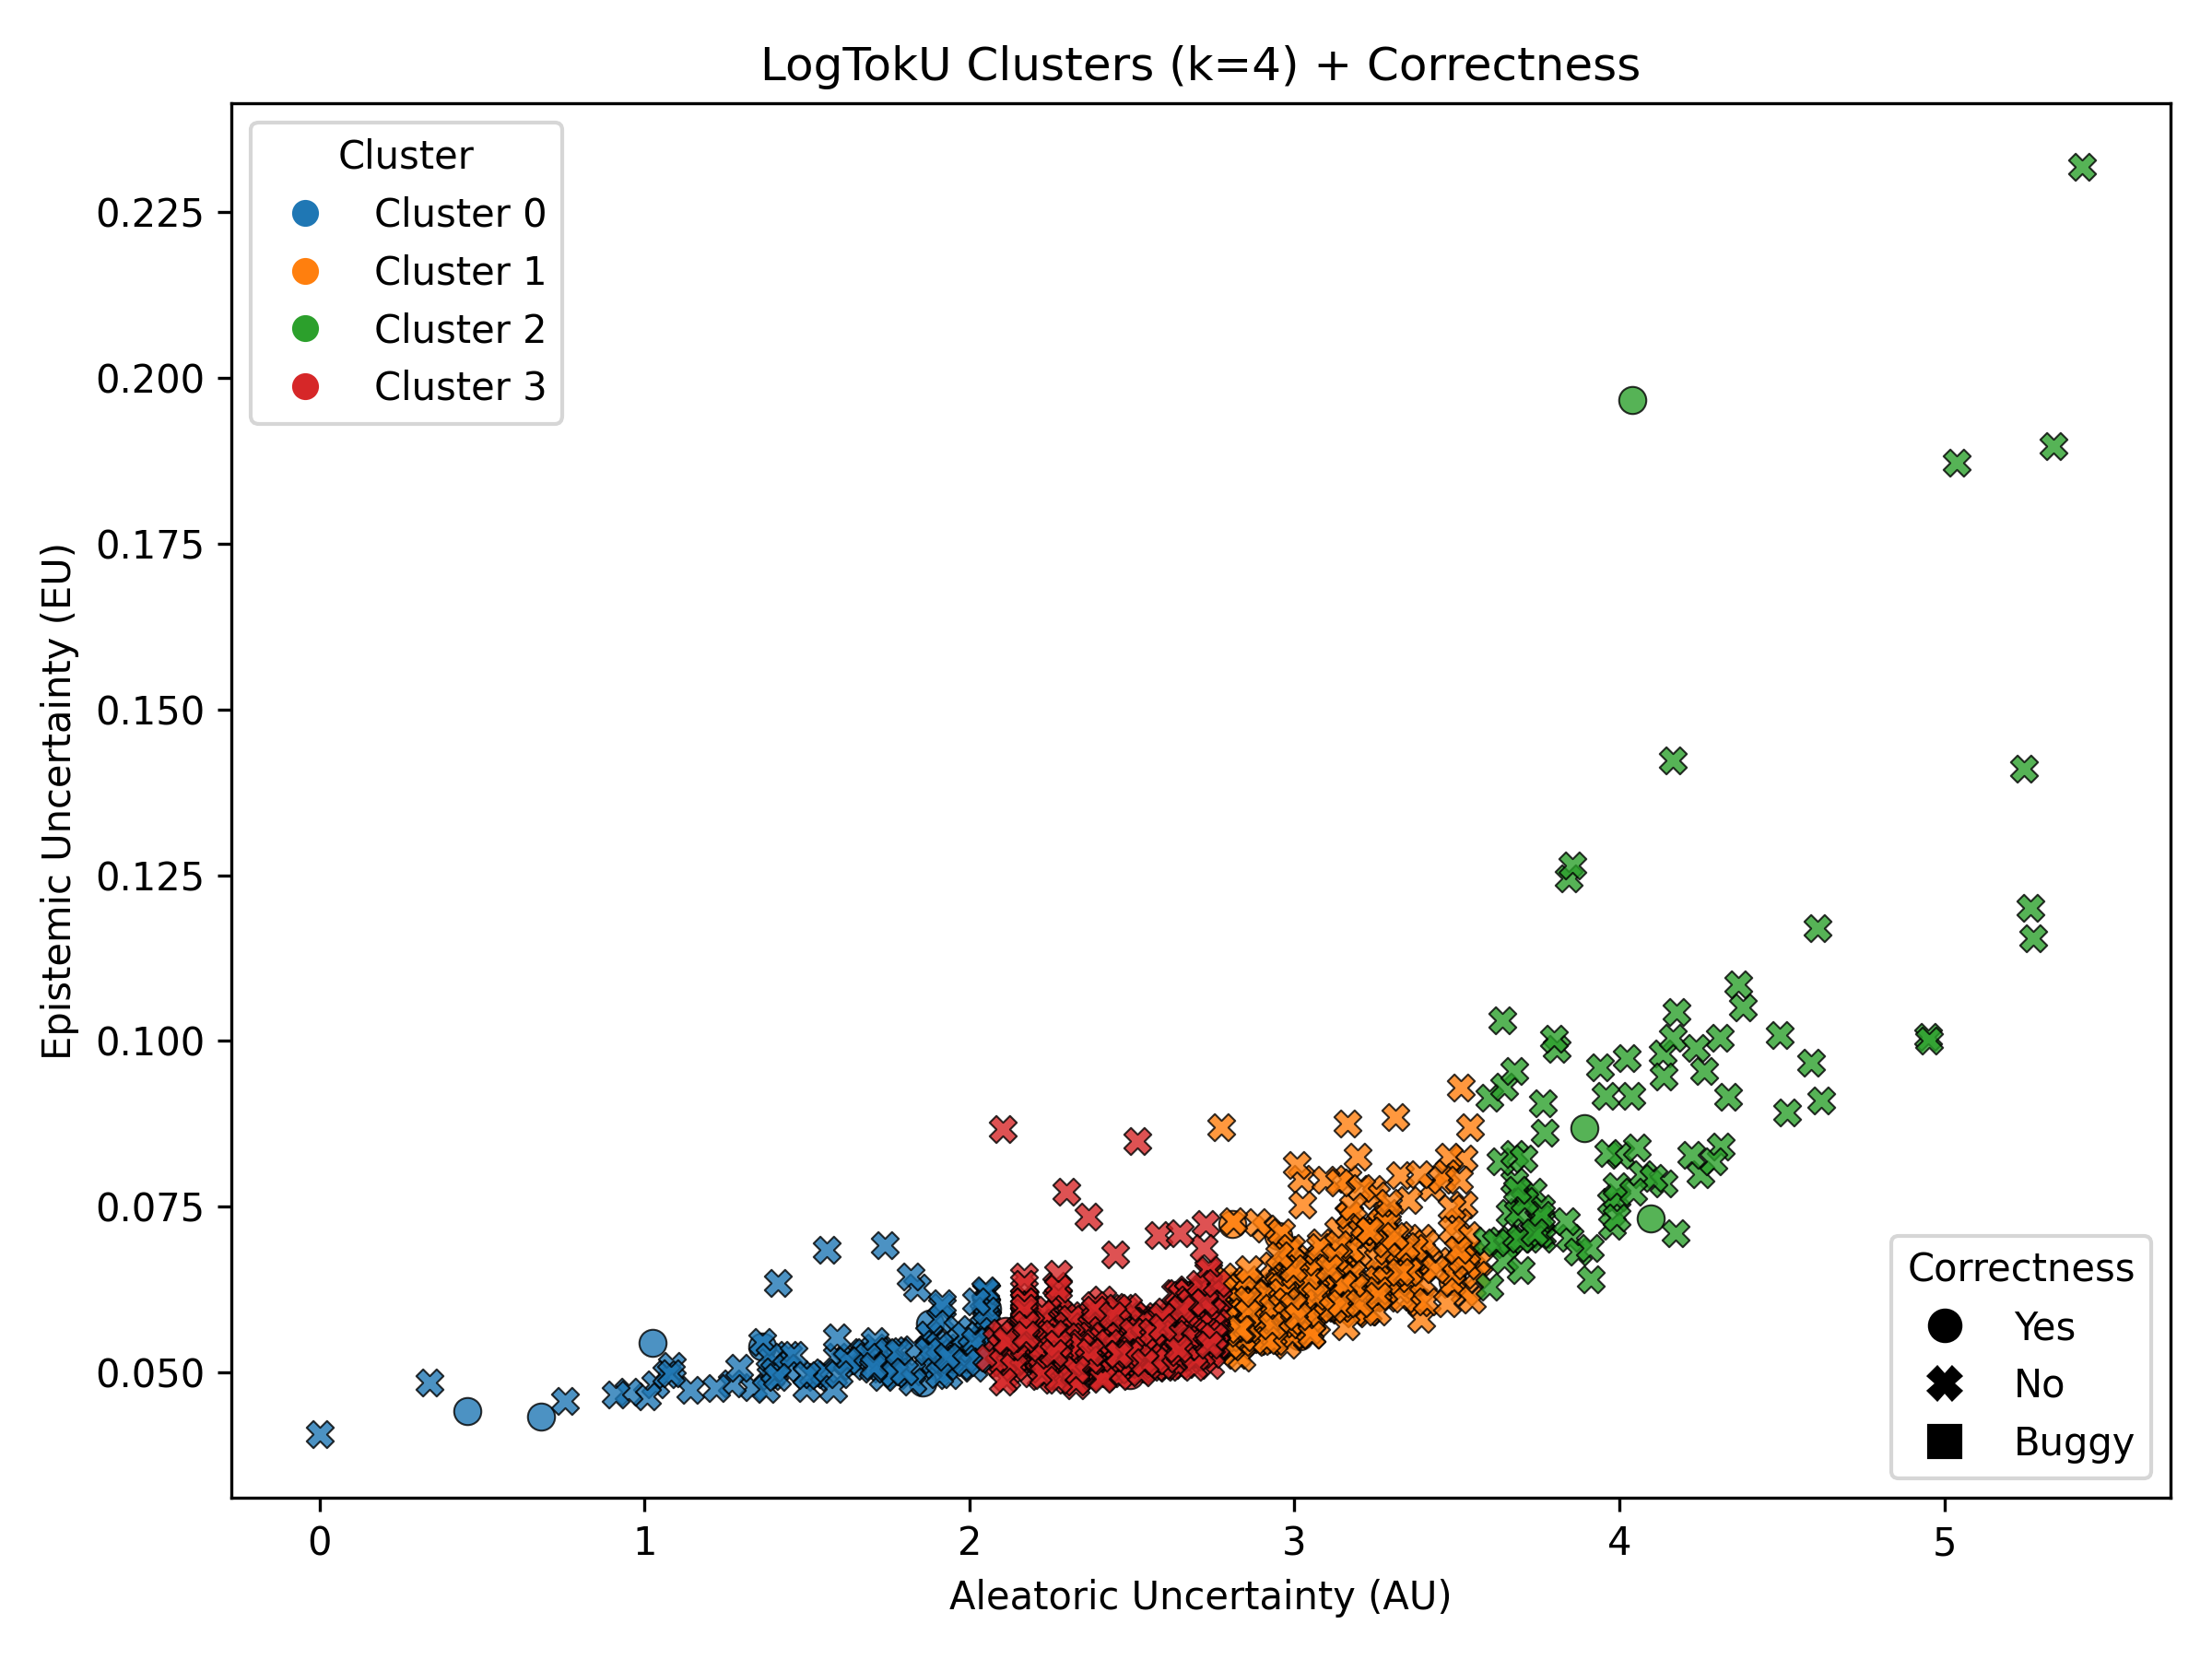 LogTokU Clusters (k=4) + Correctness
Cluster
Cluster 0
Cluster 1
Cluster 2
Cluster 3
0.225
0.200
0.175
0.150
0.125
0.100
0.075
0.050
Epistemic Uncertainty (EU)
Correctness
Yes
No
Buggy
0 1 2 3 4 5
Aleatoric Uncertainty (AU)